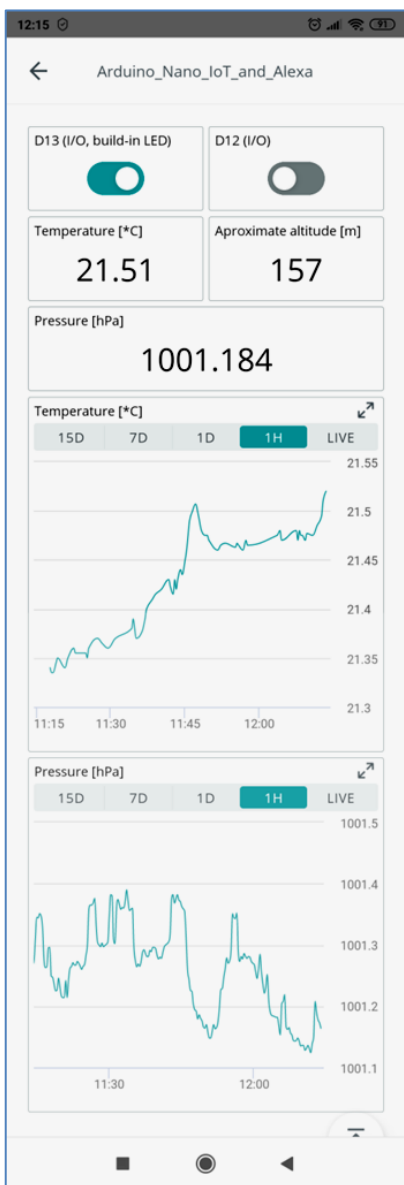 12:15 91
Arduino_Nano_IoT_and_Alexa
D13 (I/O, build-in LED) D12 (I/O)
Temperature [*C] Aproximate altitude [m]
21.51 157
Pressure [hPa]
1001.184
Temperature [*C]
15D 7D 1D 1H LIVE
21.55
21.5
21.45
21.4
21.35
21.3
11:15 11:30 11:45 12:00
Pressure [hPa]
15D 7D 1D 1H LIVE
1001.5
1001.4
1001.3
1001.2
1001.1
11:30 12:00